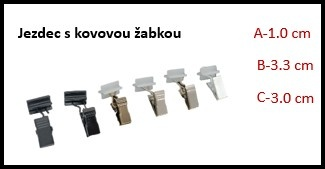 Jezdec s kovovou žabkou
A-1.0 cm
B-3.3 cm
C-3.0 cm